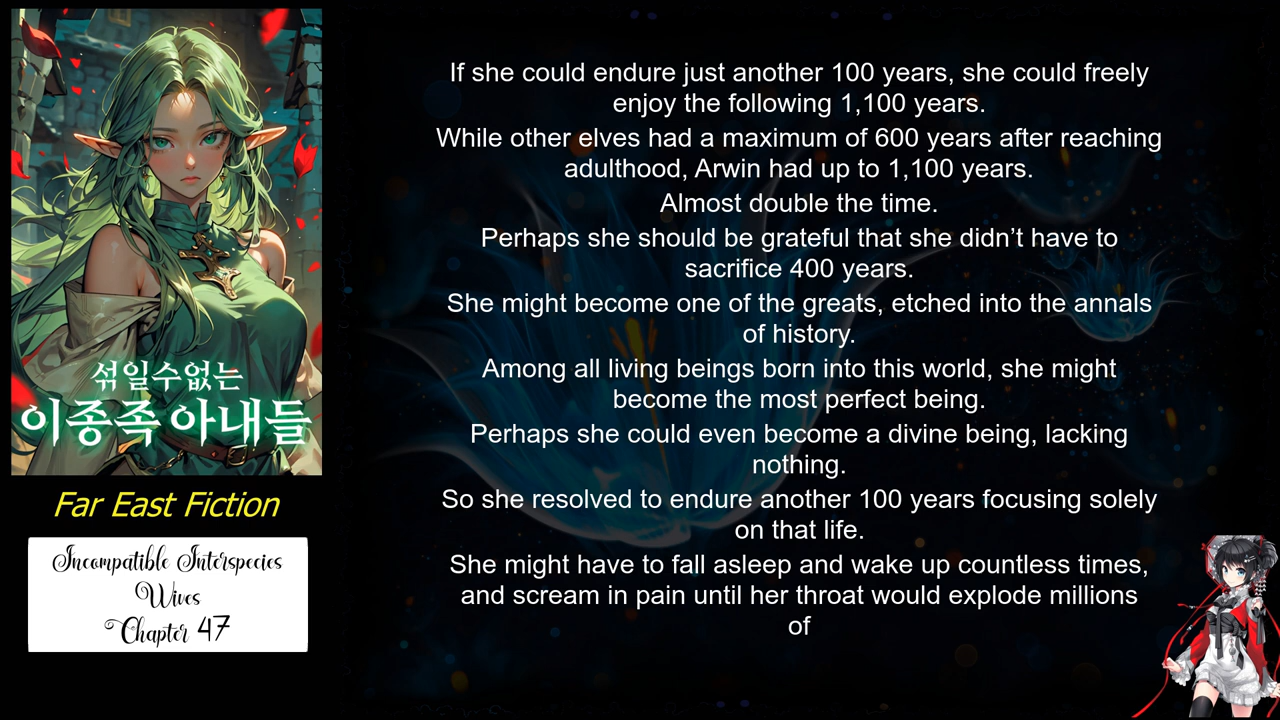 섞일수없는
이종족 아내들
Far East Fiction
Incompatible Interspecies
Wives
Chapter 47
If she could endure just another 100 years, she could freely
enjoy the following 1,100 years.
While other elves had a maximum of 600 years after reaching
adulthood, Arwin had up to 1,100 years.
Almost double the time.
Perhaps she should be grateful that she didn’t have to
sacrifice 400 years.
She might become one of the greats, etched into the annals
of history.
Among all living beings born into this world, she might
become the most perfect being.
Perhaps she could even become a divine being, lacking
nothing.
So she resolved to endure another 100 years focusing solely
on that life.
She might have to fall asleep and wake up countless times,
and scream in pain until her throat would explode millions
of